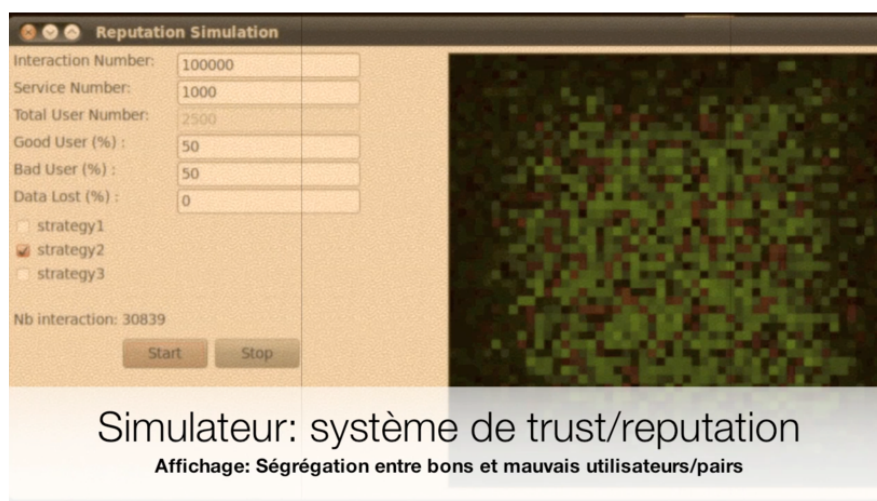 Reputation Simulation
Interaction Number: 100000
Service Number: 1000
Total User Number: 2500
Good User (%) : 50
Bad User (%) : 50
Data Lost (%) : 0
strategy1
strategy2
strategy3
Nb interaction: 30839
Start Stop
Simulateur: système de trust/reputation
Affichage: Ségrégation entre bons et mauvais utilisateurs/pairs